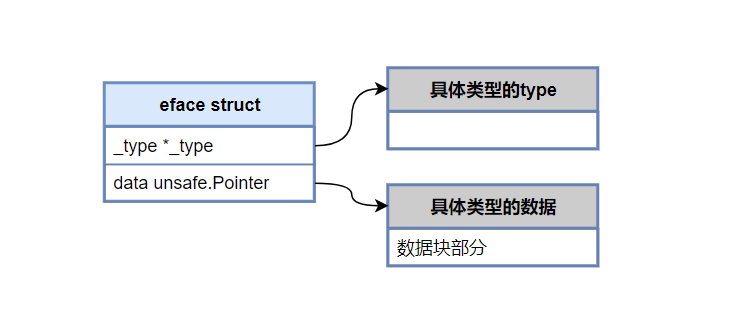 eface struct
_type *_type
data unsafe.Pointer
具体类型的type
具体类型的数据
数据块部分